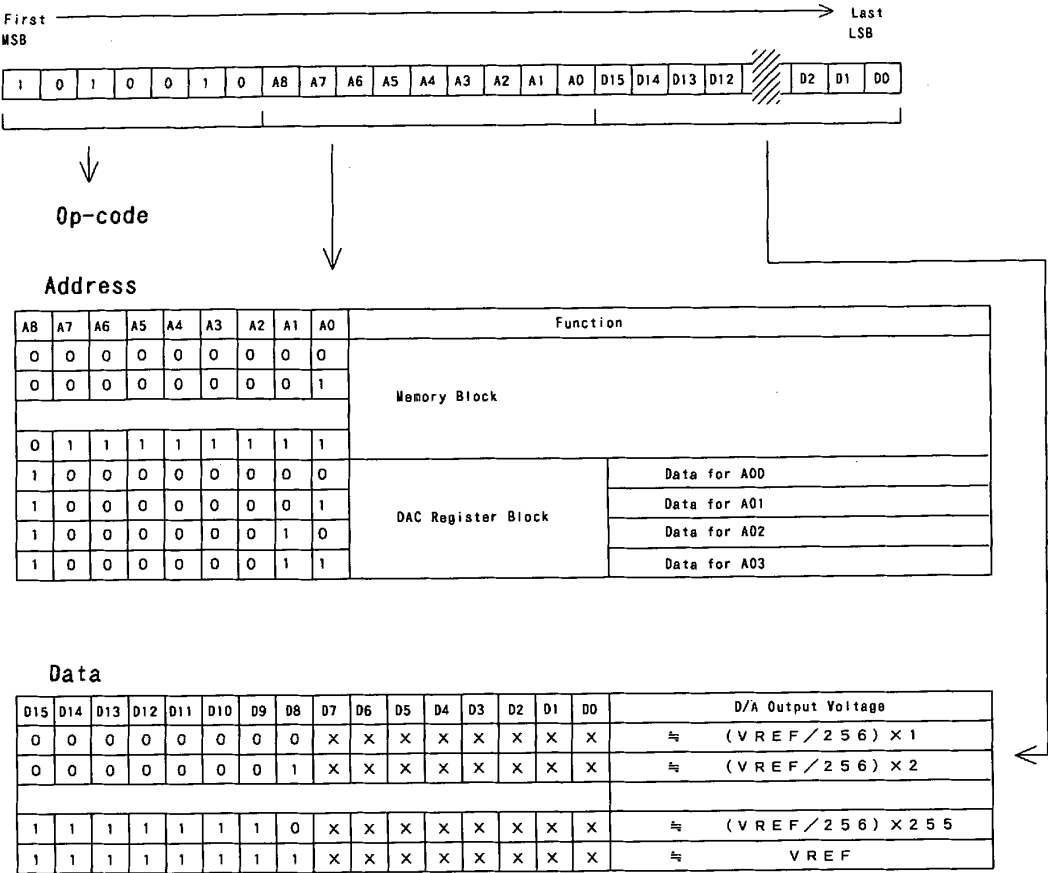 First Last
MSB LSB
1 0 1 0 0 1 0 A8 A7 A6 A5 A4 A3 A2 A1 A0 D15 D14 D13 D12 D2 D1 D0
Op-code
Address
A8 A7 A6 A5 A4 A3 A2 A1 A0 Function
0 0 0 0 0 0 0 0 0
0 0 0 0 0 0 0 0 1
Memory Block
0 1 1 1 1 1 1 1 1
1 0 0 0 0 0 0 0 0 Data for A00
1 0 0 0 0 0 0 0 1 Data for A01
DAC Register Block
1 0 0 0 0 0 0 1 0 Data for A02
1 0 0 0 0 0 0 1 1 Data for A03
Data
D15 D14 D13 D12 D11 D10 D9 D8 D7 D6 D5 D4 D3 D2 D1 D0 D/A Output Voltage
0 0 0 0 0 0 0 0 × × × × × × × × ≒ (VREF/256)×1
0 0 0 0 0 0 0 1 × × × × × × × × ≒ (VREF/256)×2
1 1 1 1 1 1 1 0 × × × × × × × × ≒ (VREF/256)×255
1 1 1 1 1 1 1 1 × × × × × × × × ≒ VREF